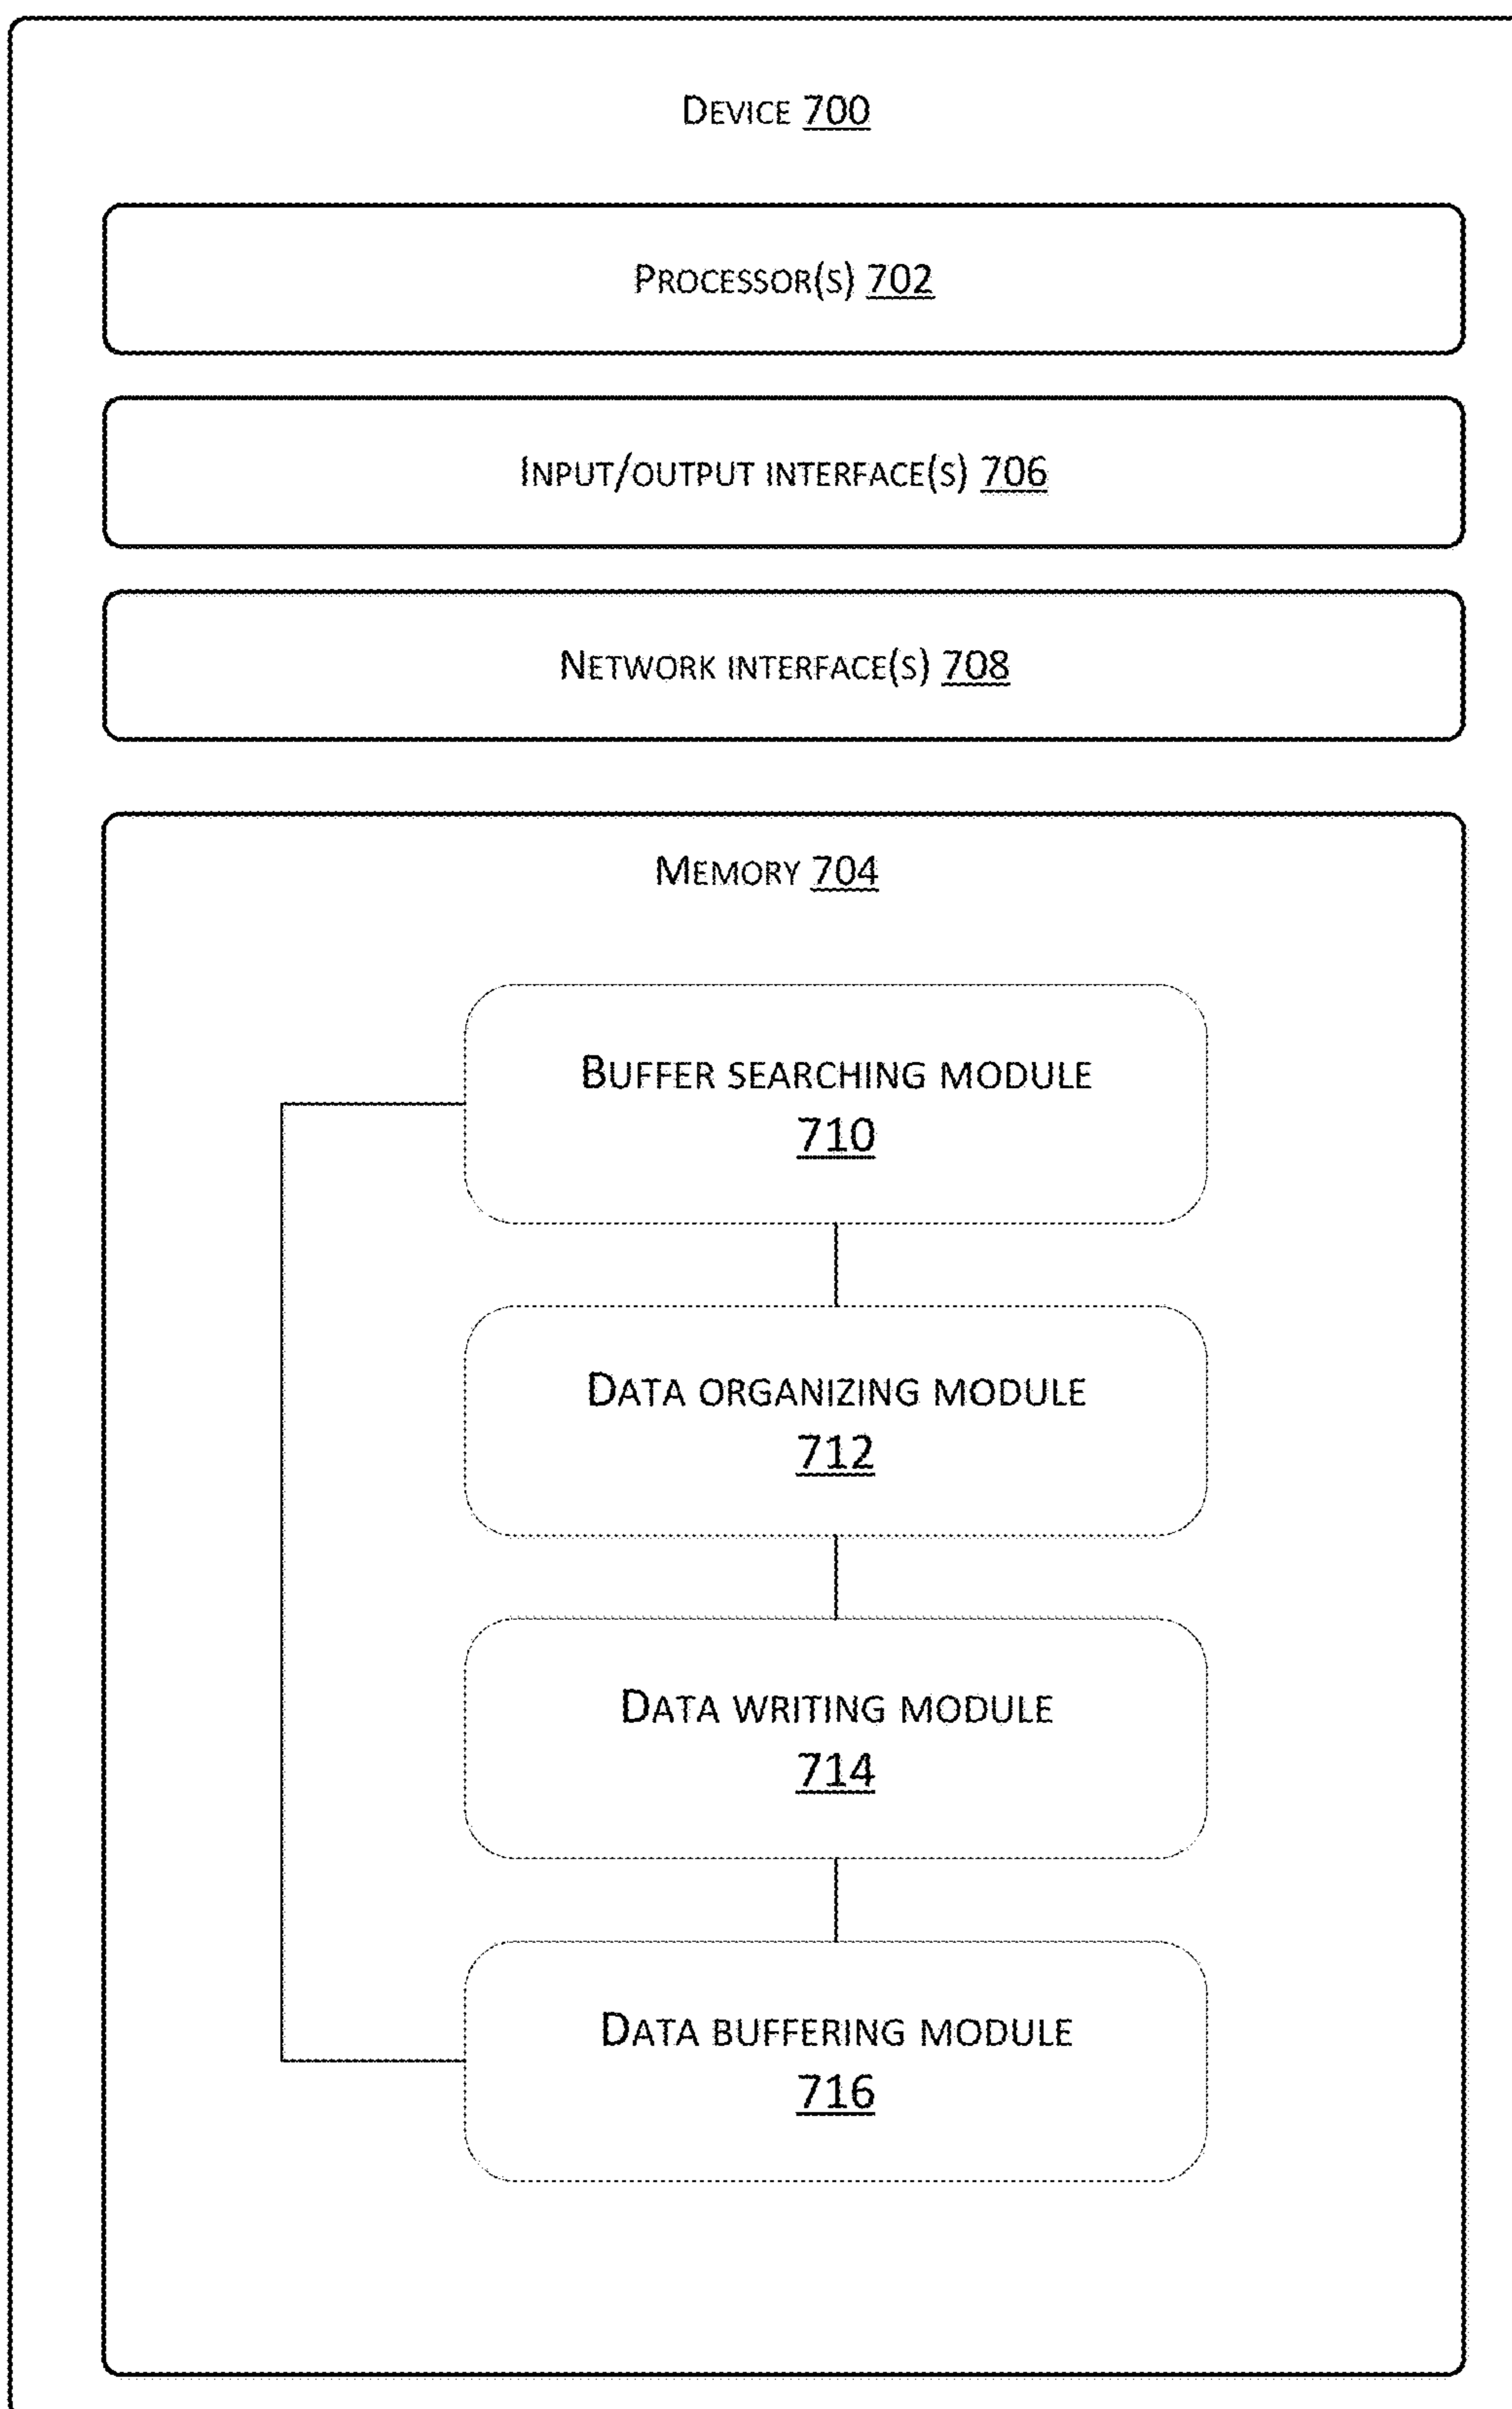 DEVICE 700
PROCESSOR(S) 702
INPUT/OUTPUT INTERFACE(S) 706
NETWORK INTERFACE(S) 708
MEMORY 704
BUFFER SEARCHING MODULE
710
DATA ORGANIZING MODULE
712
DATA WRITING MODULE
714
DATA BUFFERING MODULE
716